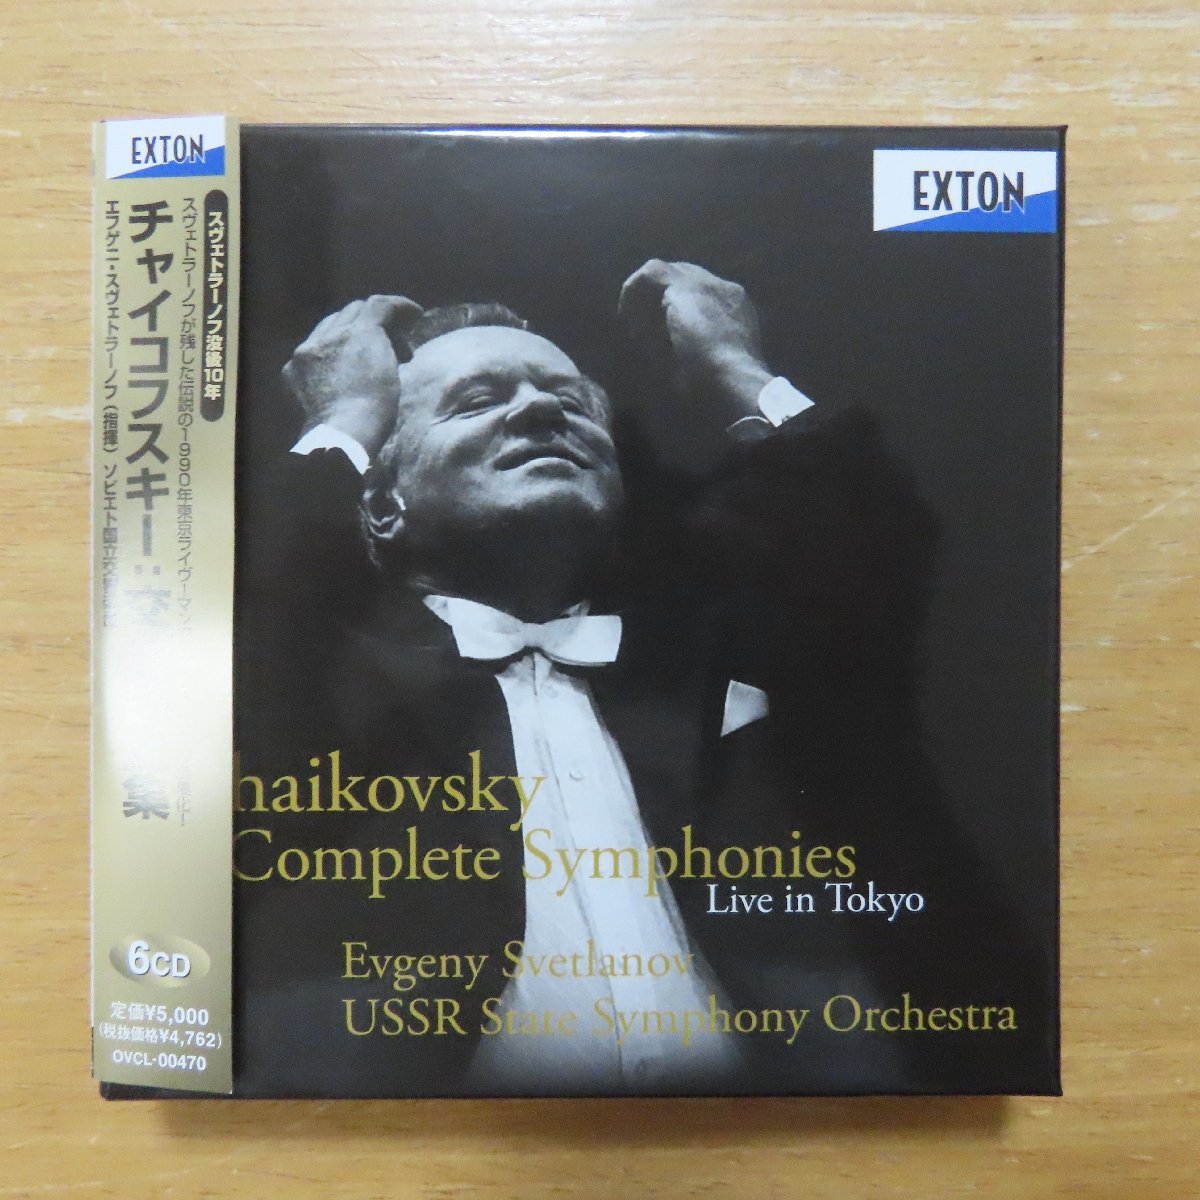 EXTON
スヴェトラーノフ没後10年
スヴェトラーノフが残した伝説の1990年東京ライヴ
チャイコフスキー:交 集
エフゲニ・スヴェトラーノフ(指揮) ソビエト国立交響楽団
6CD
定価¥5,000
(税抜価格¥4,762)
OVCL-00470
EXTON
haikovsky
Complete Symphonies
Live in Tokyo
Evgeny Svetlanov
USSR State Symphony Orchestra